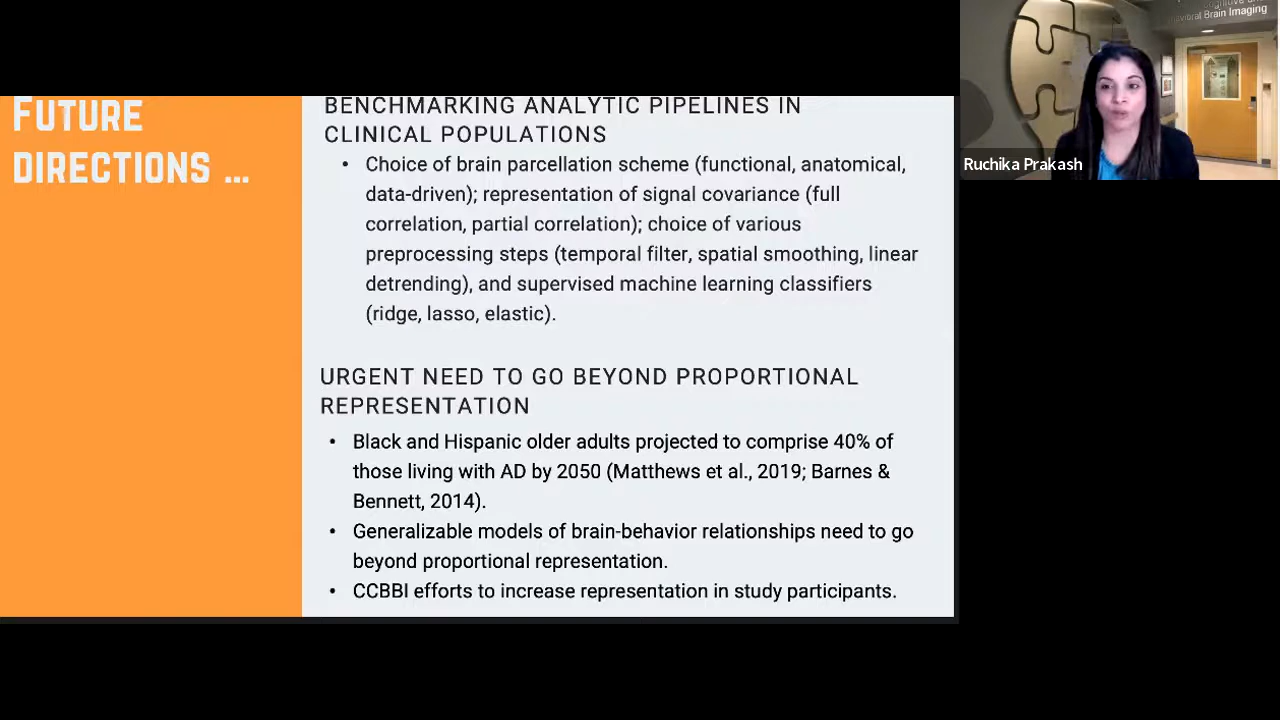 FUTURE
DIRECTIONS ...
BENCHMARKING ANALYTIC PIPELINES IN
CLINICAL POPULATIONS
• Choice of brain parcellation scheme (functional, anatomical,
data-driven); representation of signal covariance (full
correlation, partial correlation); choice of various
preprocessing steps (temporal filter, spatial smoothing, linear
detrending), and supervised machine learning classifiers
(ridge, lasso, elastic).
URGENT NEED TO GO BEYOND PROPORTIONAL
REPRESENTATION
• Black and Hispanic older adults projected to comprise 40% of
those living with AD by 2050 (Matthews et al., 2019; Barnes &
Bennett, 2014).
• Generalizable models of brain-behavior relationships need to go
beyond proportional representation.
• CCBBI efforts to increase representation in study participants.
Brain Imaging
Ruchika Prakash